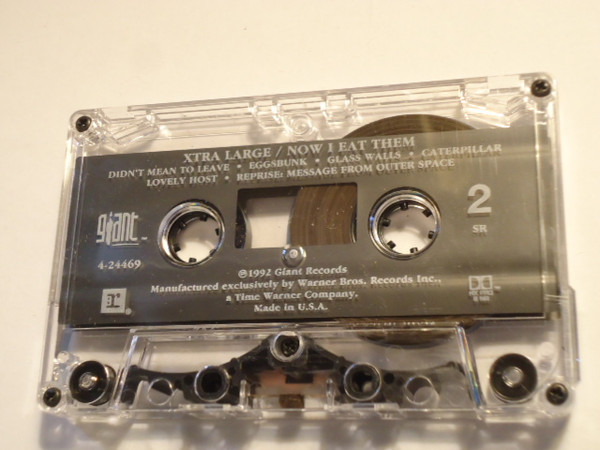 XTRA LARGE / NOW I EAT THEM
DIDN'T MEAN TO LEAVE • EGGSBUNK • GLASS WALLS • CATERPILLAR
LOVELY HOST • REPRISE: MESSAGE FROM OUTER SPACE
giant
4-24469
2
SR
℗1992 Giant Records
Manufactured exclusively by Warner Bros. Records Inc.,
a Time Warner Company.
Made in U.S.A.